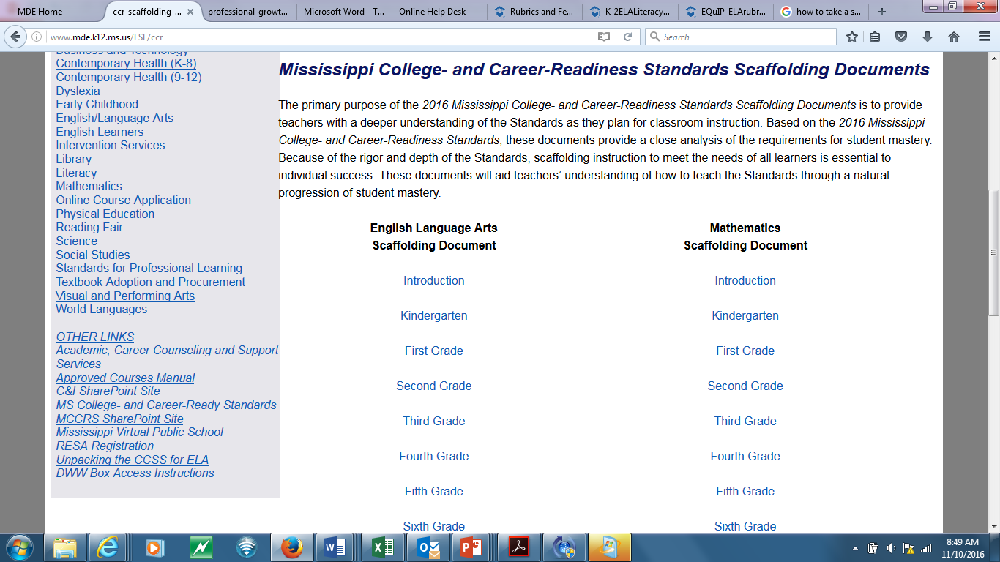 MDE Home
ccr-scaffolding-...
professional-growt...
Microsoft Word - T...
Online Help Desk
Rubrics and Fe...
K-2ELALiteracy...
EQuIP-ELArubr...
how to take a s...
www.mde.k12.ms.us/ESE/ccr
Search
Business and Technology
Contemporary Health (K-8)
Contemporary Health (9-12)
Dyslexia
Early Childhood
English/Language Arts
English Learners
Intervention Services
Library
Literacy
Mathematics
Online Course Application
Physical Education
Reading Fair
Science
Social Studies
Standards for Professional Learning
Textbook Adoption and Procurement
Visual and Performing Arts
World Languages
OTHER LINKS
Academic, Career Counseling and Support
Services
Approved Courses Manual
C&I SharePoint Site
MS College- and Career-Ready Standards
MCCRS SharePoint Site
Mississippi Virtual Public School
RESA Registration
Unpacking the CCSS for ELA
DWW Box Access Instructions
Mississippi College- and Career-Readiness Standards Scaffolding Documents
The primary purpose of the 2016 Mississippi College- and Career-Readiness Standards Scaffolding Documents is to provide
teachers with a deeper understanding of the Standards as they plan for classroom instruction. Based on the 2016 Mississippi
College- and Career-Readiness Standards, these documents provide a close analysis of the requirements for student mastery.
Because of the rigor and depth of the Standards, scaffolding instruction to meet the needs of all learners is essential to
individual success. These documents will aid teachers’ understanding of how to teach the Standards through a natural
progression of student mastery.
English Language Arts
Scaffolding Document
Introduction
Kindergarten
First Grade
Second Grade
Third Grade
Fourth Grade
Fifth Grade
Sixth Grade
Mathematics
Scaffolding Document
Introduction
Kindergarten
First Grade
Second Grade
Third Grade
Fourth Grade
Fifth Grade
Sixth Grade
8:49 AM
11/10/2016